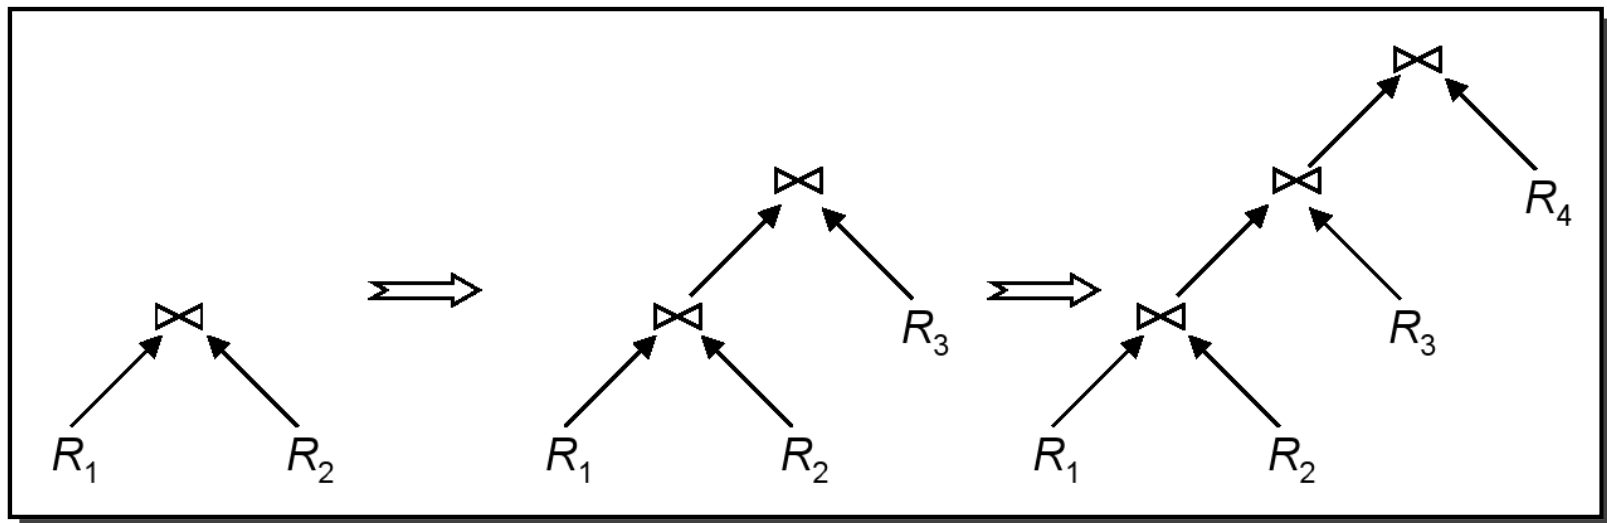 ⋈
⋈ ⋈
R4
⋈ ⋈ ⋈
R3 R3
R1 R2 R1 R2 R1 R2